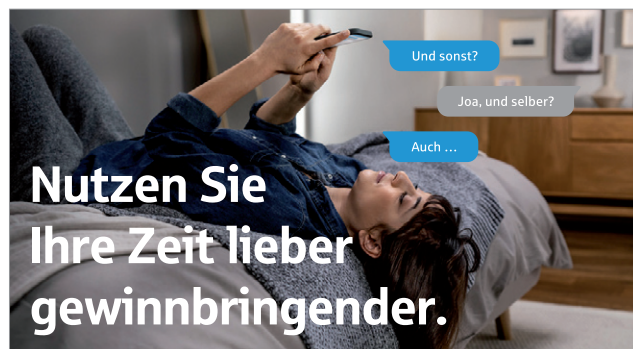 Und sonst?
Joa, und selber?
Auch ...
Nutzen Sie
Ihre Zeit lieber
gewinnbringender.